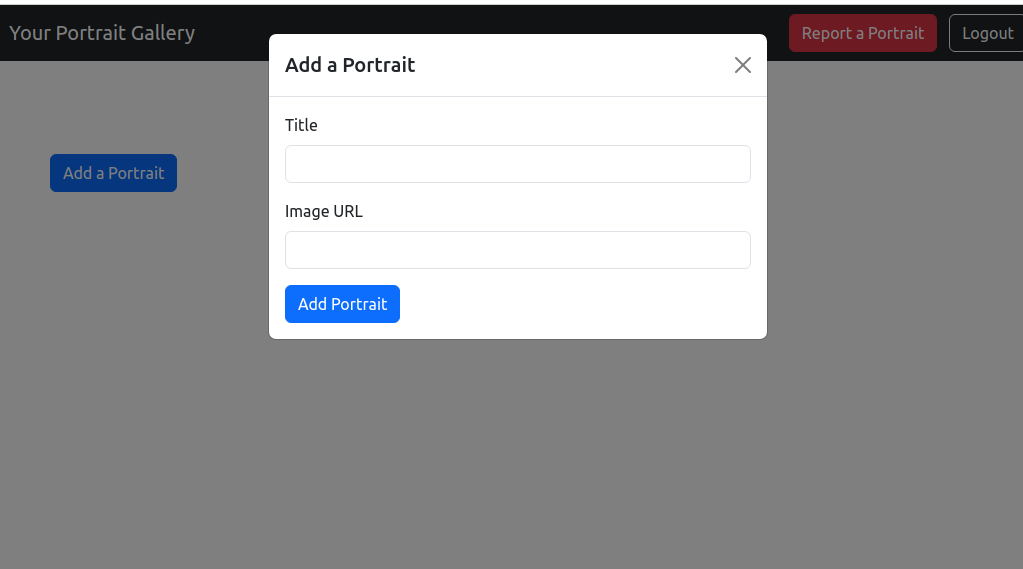 Your Portrait Gallery
Report a Portrait
Logout
Add a Portrait
Title
Image URL
Add Portrait
Add a Portrait